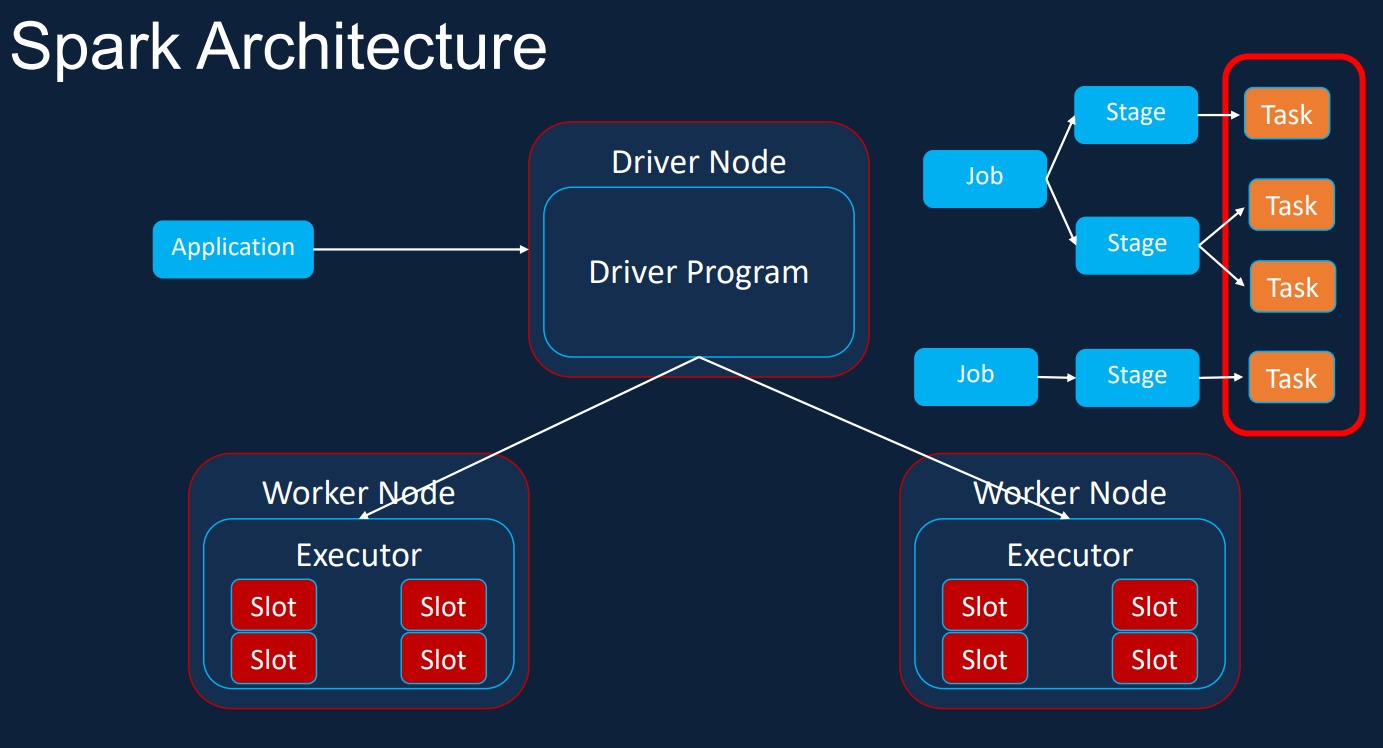 Spark Architecture
Application
Driver Node
Driver Program
Job
Stage
Task
Stage
Task
Task
Job
Stage
Task
Worker Node
Executor
Slot
Slot
Slot
Slot
Worker Node
Executor
Slot
Slot
Slot
Slot